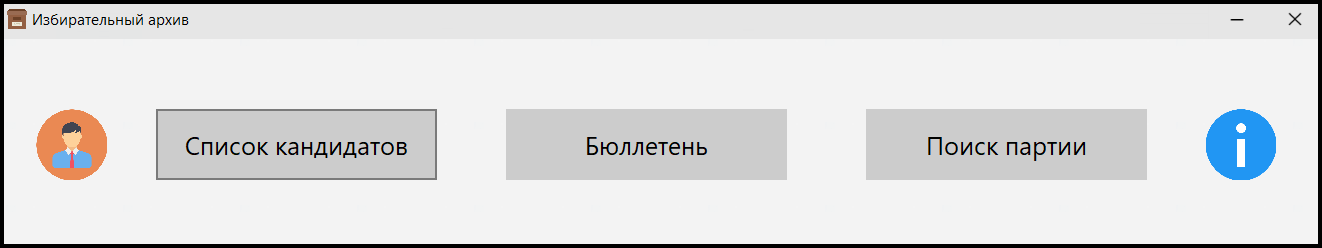 Избирательный архив
Список кандидатов
Бюллетень
Поиск партии